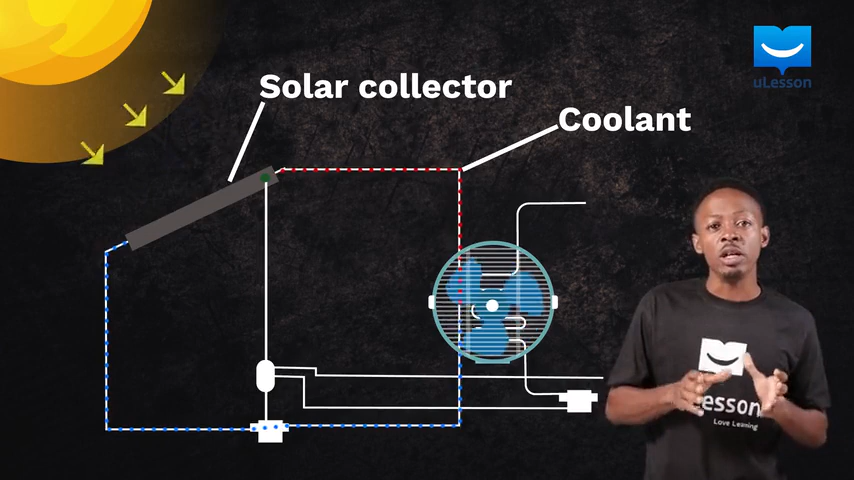 uLesson
Solar collector
Coolant
Lesson
Love Learning